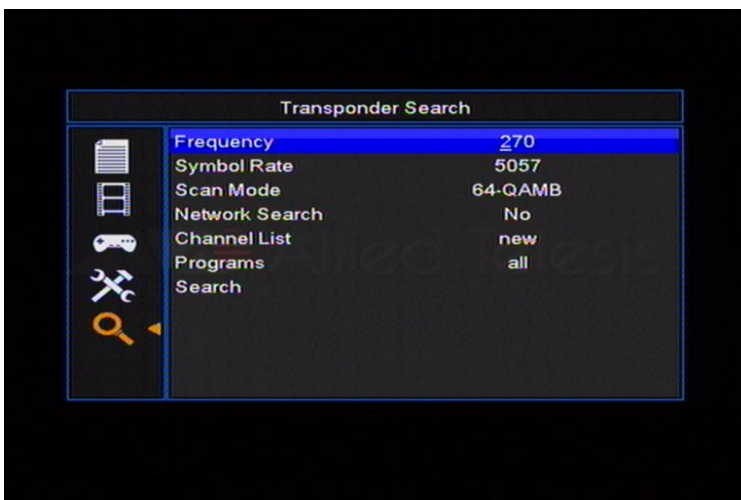 Transponder Search
Frequency 270
Symbol Rate 5057
Scan Mode 64-QAMB
Network Search No
Channel List new
Programs all
Search
Allied Telesis